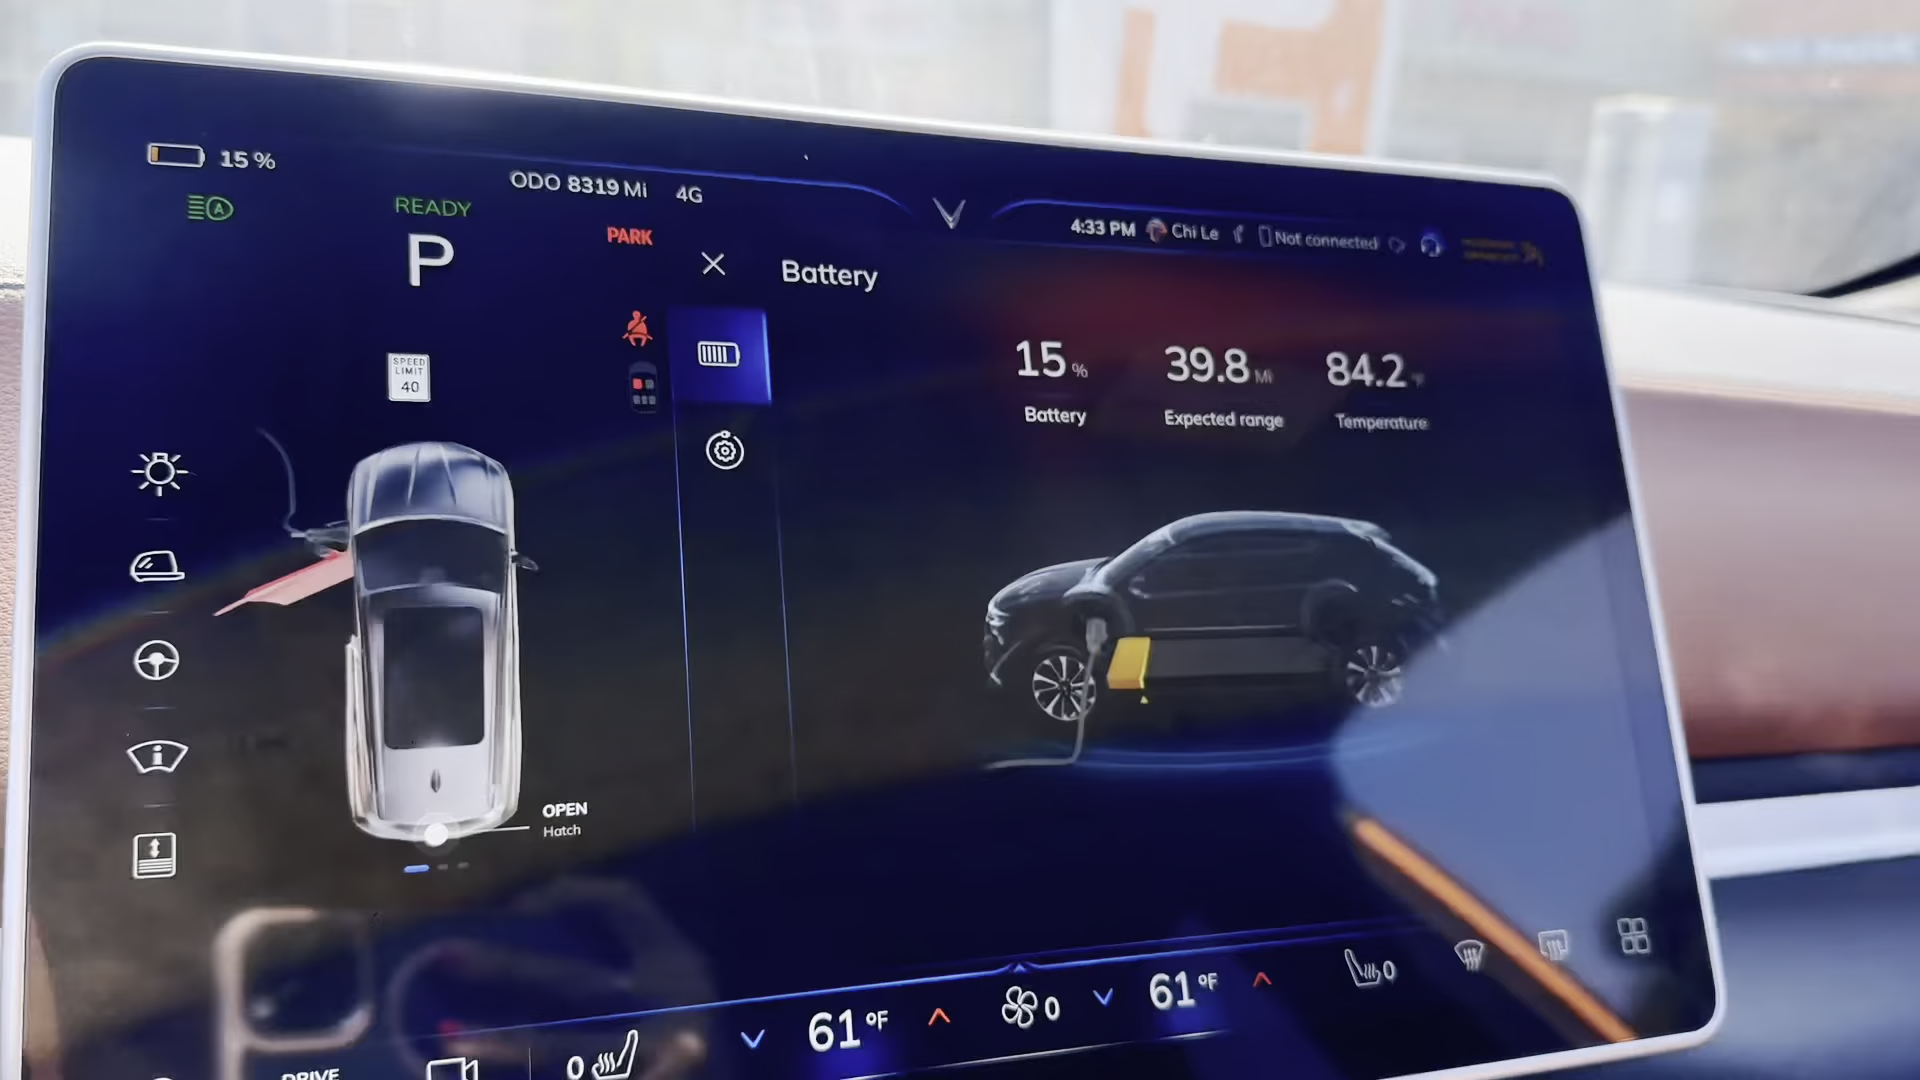 15 %
ODO 8319 Mi 4G
READY
P
PARK
4:33 PM Chi Le Not connected
Battery
SPEED
LIMIT
40
15 % 39.8 Mi 84.2 °F
Battery Expected range Temperature
OPEN
Hatch
61 °F 0 61 °F 0
0
DRIVE